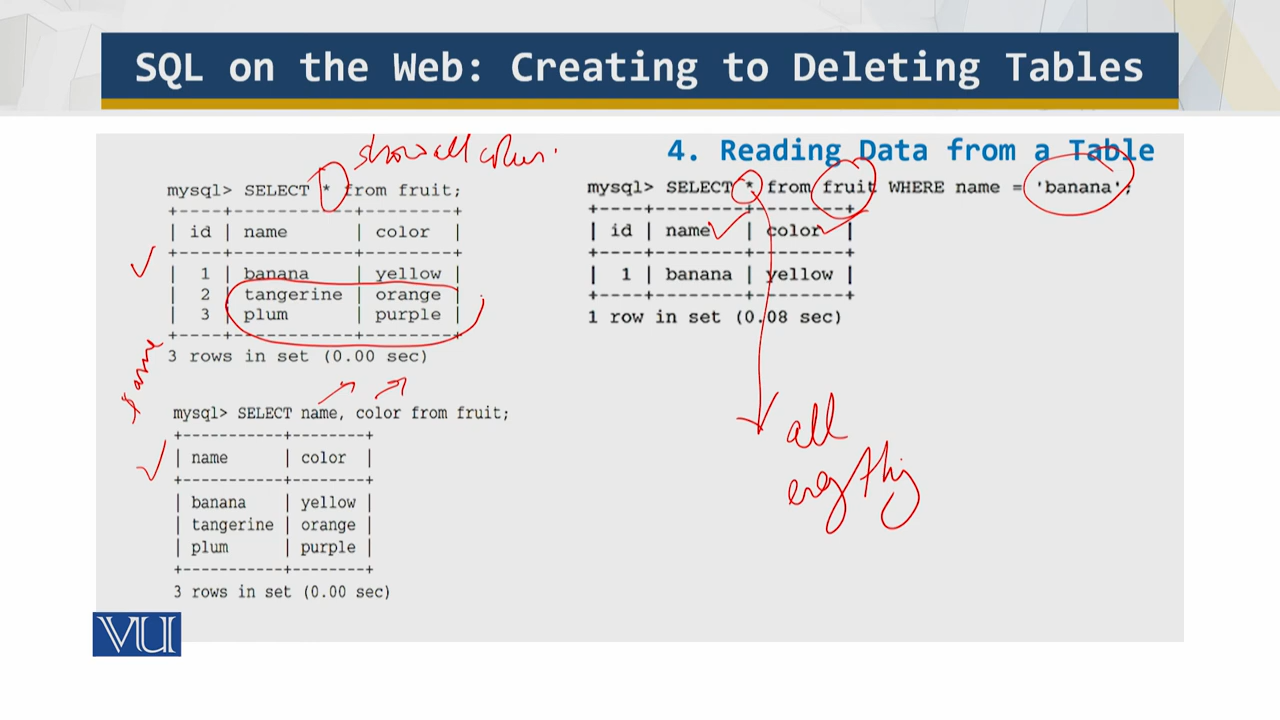 SQL on the Web: Creating to Deleting Tables
show all colum.
mysql> SELECT * from fruit;
+----+-----------+--------+
| id | name | color |
+----+-----------+--------+
| 1 | banana | yellow |
| 2 | tangerine | orange |
| 3 | plum | purple |
+----+-----------+--------+
3 rows in set (0.00 sec)
same
mysql> SELECT name, color from fruit;
+-----------+--------+
| name | color |
+-----------+--------+
| banana | yellow |
| tangerine | orange |
| plum | purple |
+-----------+--------+
3 rows in set (0.00 sec)
4. Reading Data from a Table
mysql> SELECT * from fruit WHERE name = 'banana';
+----+---------+--------+
| id | name | color |
+----+---------+--------+
| 1 | banana | yellow |
+----+---------+--------+
1 row in set (0.08 sec)
all
VU